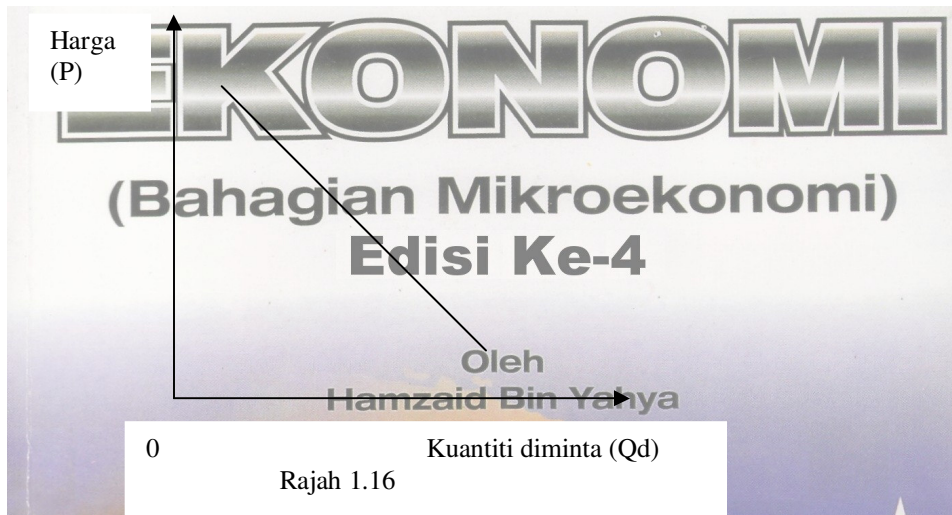 Harga
(P)
EKONOMI
(Bahagian Mikroekonomi)
Edisi Ke-4
Oleh
Hamzaid Bin Yahya
0 Kuantiti diminta (Qd)
Rajah 1.16